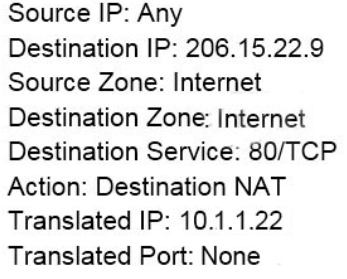 Source IP: Any
Destination IP: 206.15.22.9
Source Zone: Internet
Destination Zone: Internet
Destination Service: 80/TCP
Action: Destination NAT
Translated IP: 10.1.1.22
Translated Port: None